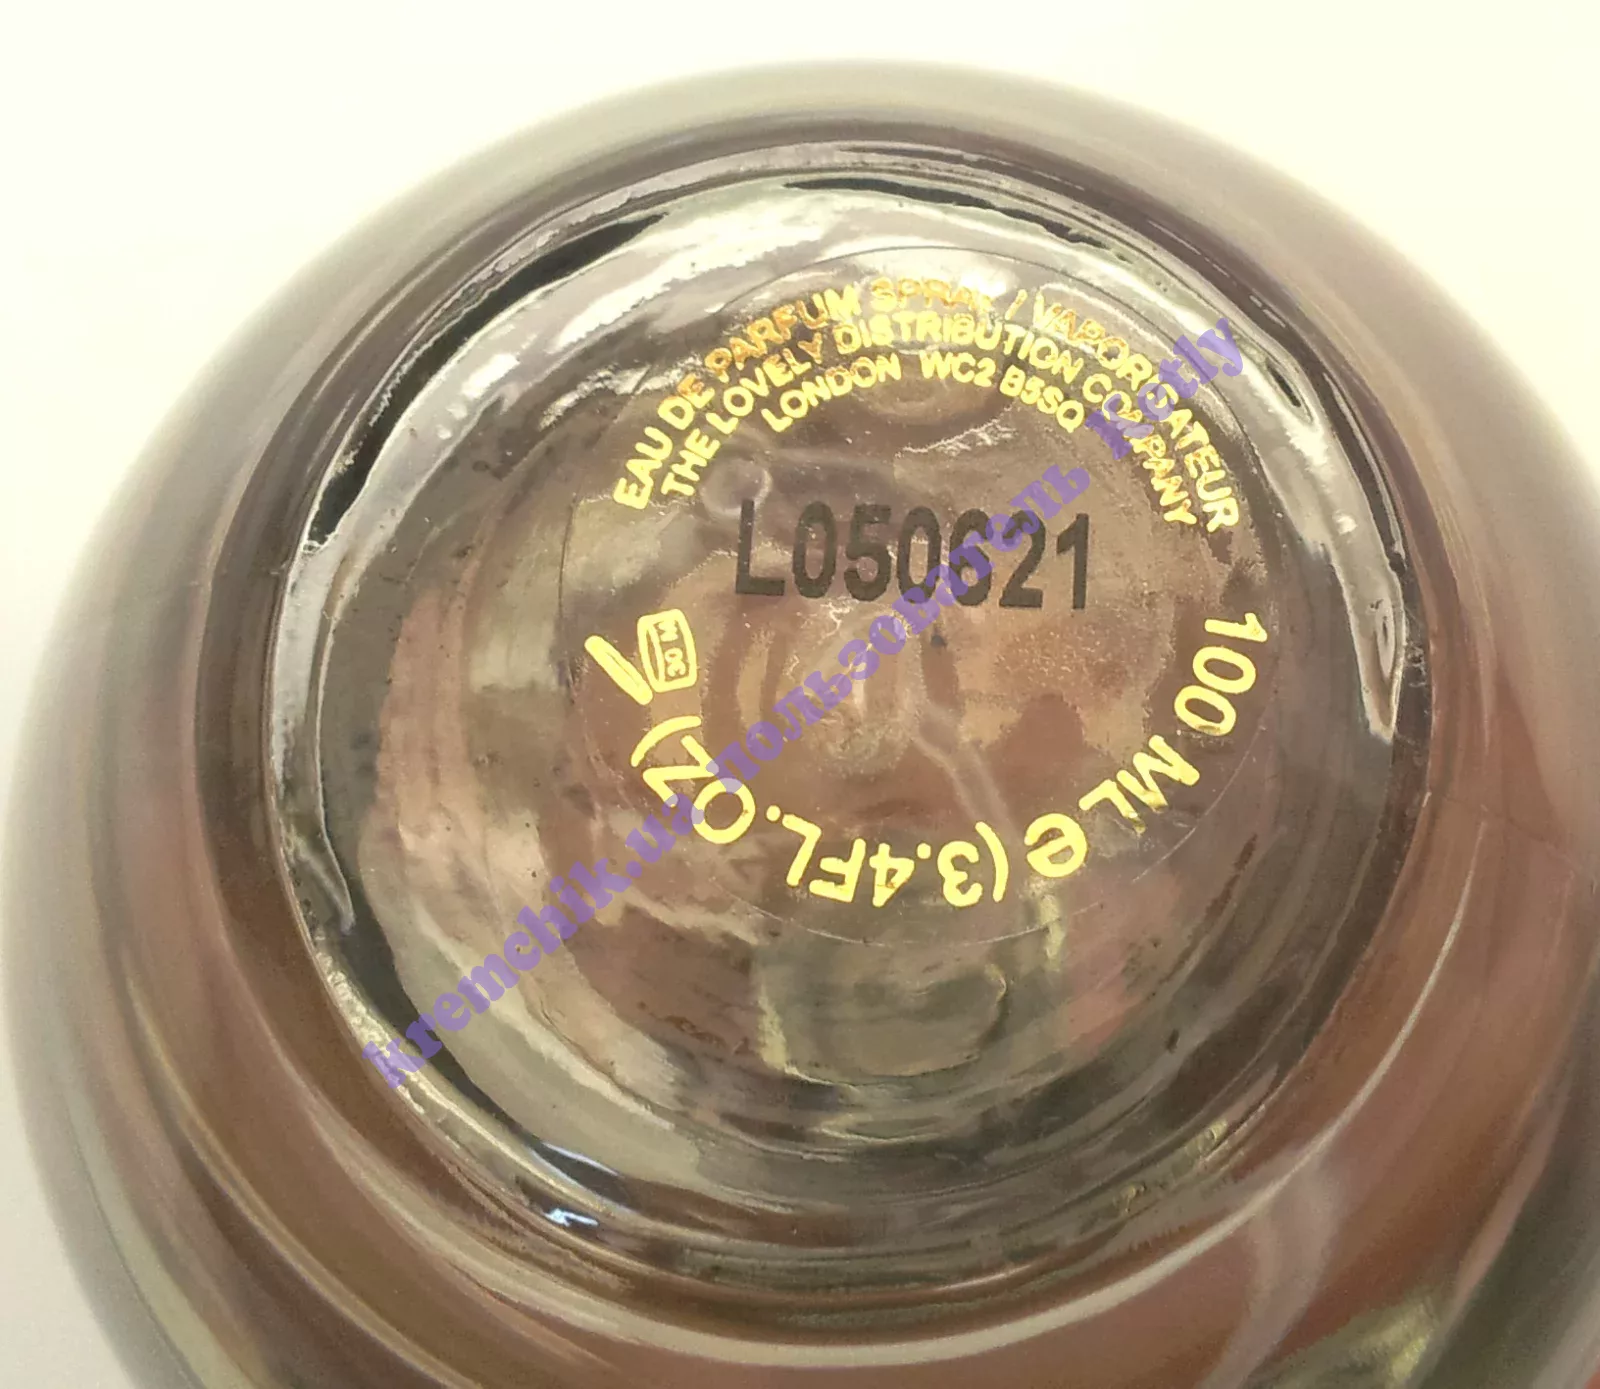 EAU DE PARFUM SPRAY / VAPORISATEUR
THE LOVELY DISTRIBUTION COMPANY
LONDON WC2 B5SQ
L050621
100 ML e (3.4FL.OZ)
kremchik.ua пользователь Ketly